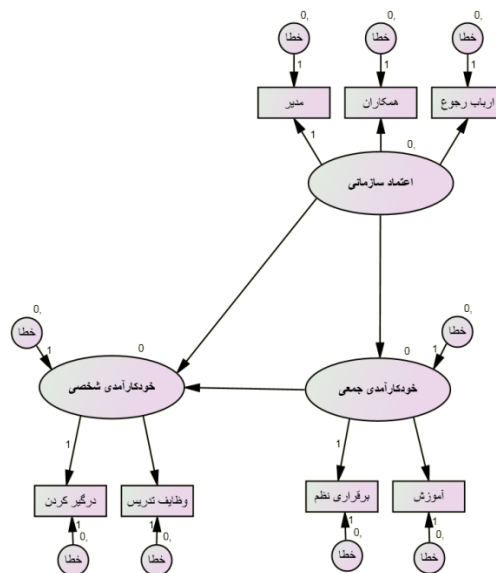 0, 0, 0,
خطا خطا خطا
1 1 1
مدیر همکاران ارباب رجوع
1
0,
اعتماد سازمانی
0,
خطا
1
0
خودکارآمدی شخصی
0,
خطا
1
0
خودکارآمدی جمعی
1 1
درگیر کردن وظایف تدریس برقراری نظم آموزش
1 1 1 1
0, 0, 0, 0,
خطا خطا خطا خطا